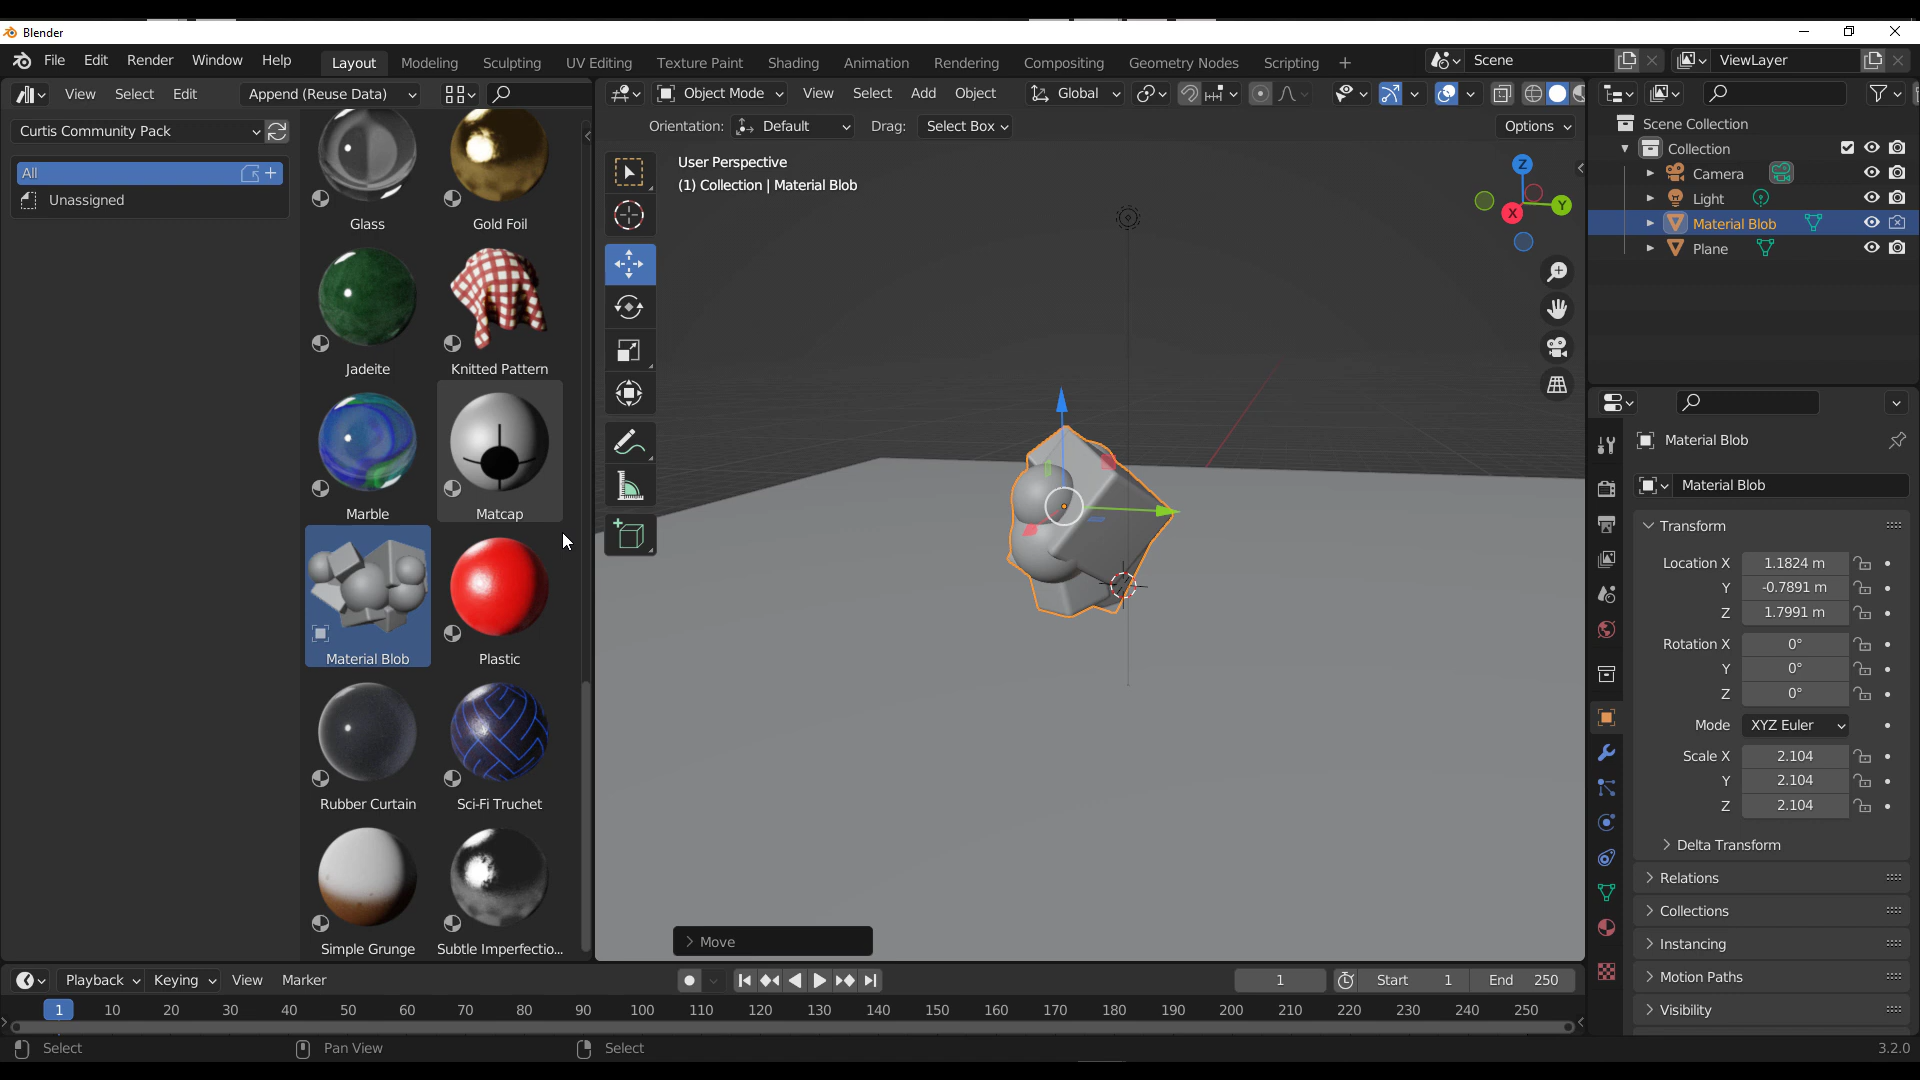 Blender
File Edit Render Window Help
Layout Modeling Sculpting UV Editing Texture Paint Shading Animation Rendering Compositing Geometry Nodes Scripting +
Scene
ViewLayer
View Select Edit
Append (Reuse Data)
Object Mode
View Select Add Object
Global
Curtis Community Pack
Orientation: Default
Drag: Select Box
Options
All
Unassigned
Glass
Gold Foil
Jadeite
Knitted Pattern
Marble
Matcap
Material Blob
Plastic
Rubber Curtain
Sci-Fi Truchet
Simple Grunge
Subtle Imperfectio...
User Perspective
(1) Collection | Material Blob
Z
Y
X
Move
Scene Collection
Collection
Camera
Light
Material Blob
Plane
Material Blob
Material Blob
Transform
Location X 1.1824 m
Y -0.7891 m
Z 1.7991 m
Rotation X 0°
Y 0°
Z 0°
Mode XYZ Euler
Scale X 2.104
Y 2.104
Z 2.104
Delta Transform
Relations
Collections
Instancing
Motion Paths
Visibility
Playback Keying View Marker
1
Start 1
End 250
1 10 20 30 40 50 60 70 80 90 100 110 120 130 140 150 160 170 180 190 200 210 220 230 240 250
Select
Pan View
Select
3.2.0